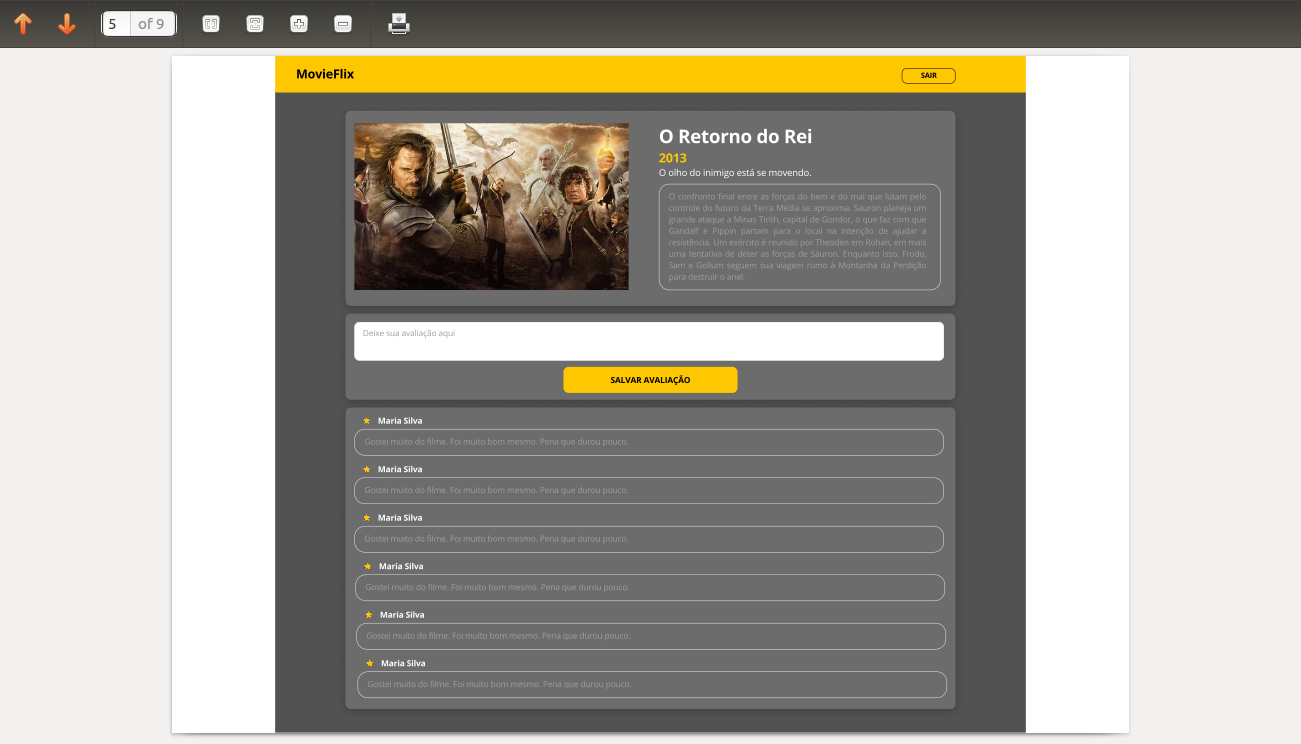 5 of 9
MovieFlix
SAIR
O Retorno do Rei
2013
O olho do inimigo está se movendo.
O confronto final entre as forças do bem e do mal que lutam pelo
controle do futuro da Terra Média se aproxima. Sauron planeja um
grande ataque a Minas Tirith, capital de Gondor, o que faz com que
Gandalf e Pippin partam para o local na intenção de ajudar a
resistência. Um exército é reunido por Theoden em Rohan, em mais
uma tentativa de deter as forças de Sauron. Enquanto isso, Frodo,
Sam e Gollum seguem sua viagem rumo à Montanha da Perdição
para destruir o anel.
Deixe sua avaliação aqui
SALVAR AVALIAÇÃO
Maria Silva
Gostei muito do filme. Foi muito bom mesmo. Pena que durou pouco.
Maria Silva
Gostei muito do filme. Foi muito bom mesmo. Pena que durou pouco.
Maria Silva
Gostei muito do filme. Foi muito bom mesmo. Pena que durou pouco.
Maria Silva
Gostei muito do filme. Foi muito bom mesmo. Pena que durou pouco.
Maria Silva
Gostei muito do filme. Foi muito bom mesmo. Pena que durou pouco.
Maria Silva
Gostei muito do filme. Foi muito bom mesmo. Pena que durou pouco.